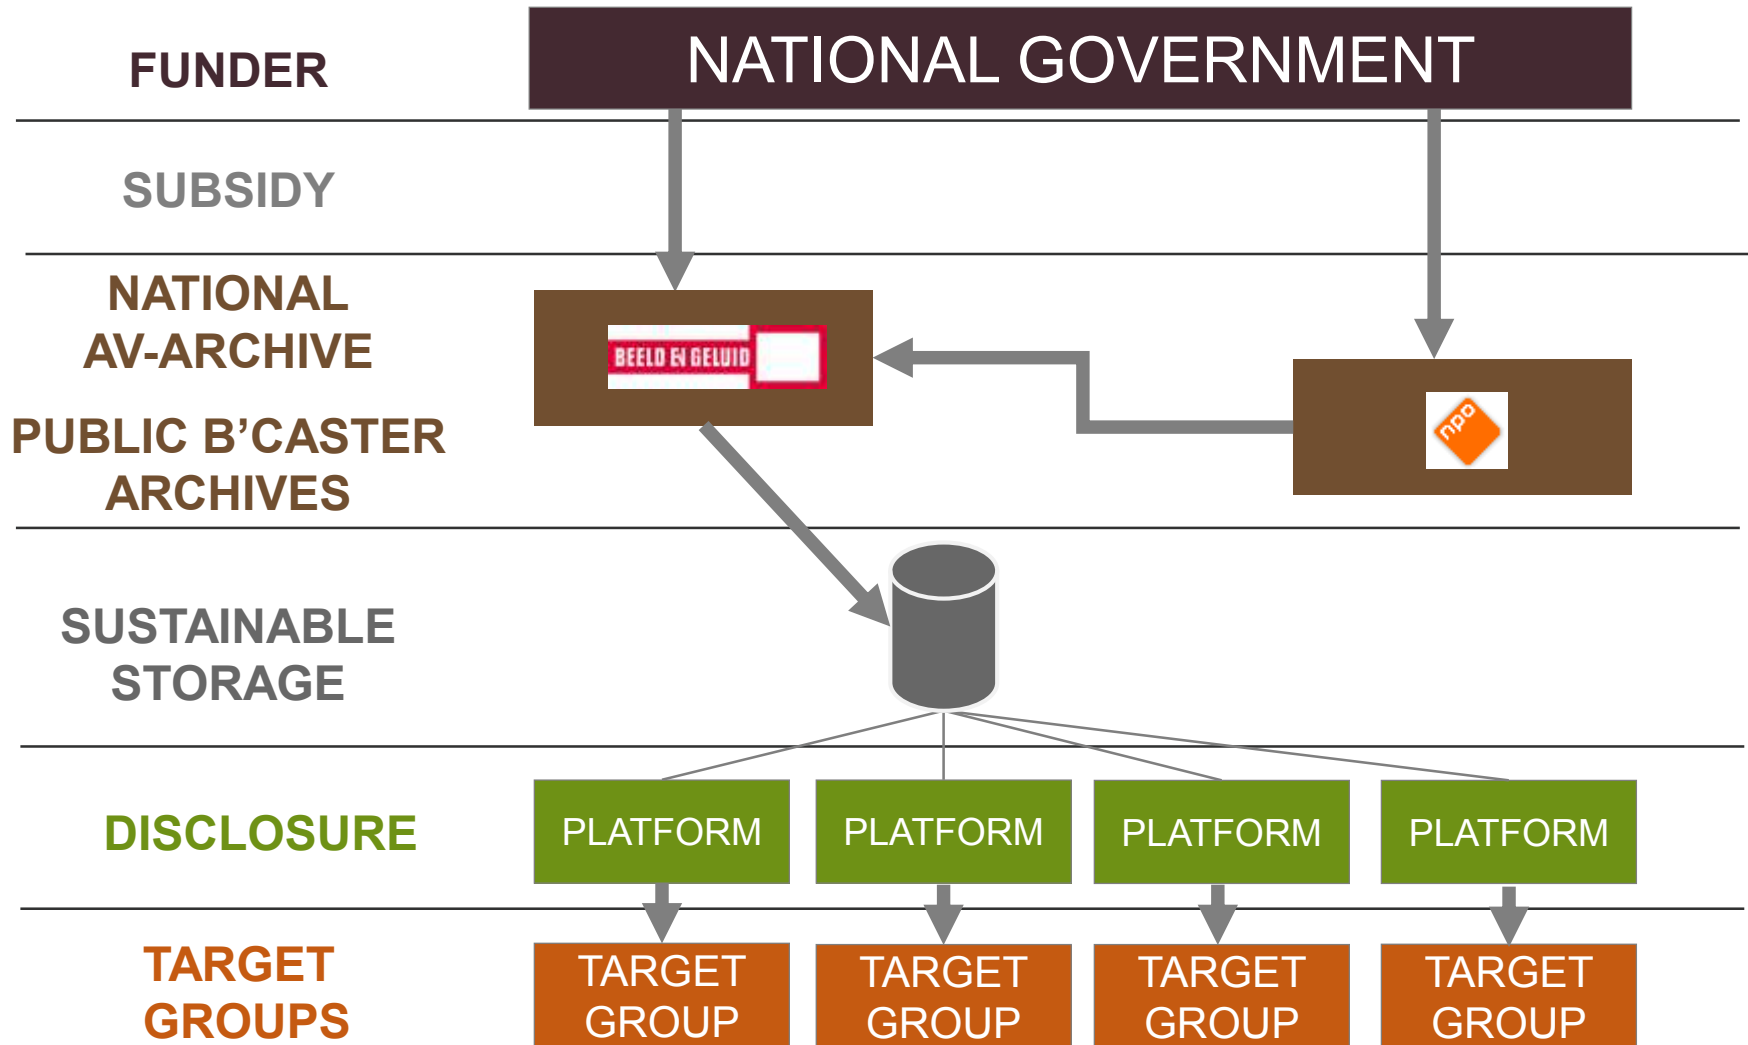 FUNDER
NATIONAL GOVERNMENT
SUBSIDY
NATIONAL
AV-ARCHIVE
BEELD EN GELUID
PUBLIC B’CASTER
ARCHIVES
npo
SUSTAINABLE
STORAGE
DISCLOSURE
PLATFORM
PLATFORM
PLATFORM
PLATFORM
TARGET
GROUPS
TARGET
GROUP
TARGET
GROUP
TARGET
GROUP
TARGET
GROUP